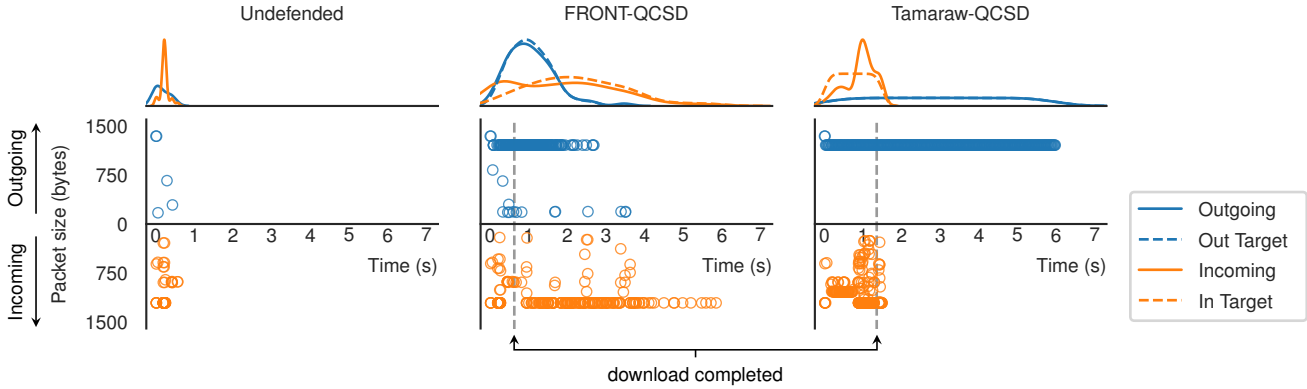 Undefended
FRONT-QCSD
Tamaraw-QCSD
Outgoing
Incoming
Packet size (bytes)
1500
750
0
750
1500
0 1 2 3 4 5 6 7
Time (s)
0 1 2 3 4 5 6 7
Time (s)
0 1 2 3 4 5 6 7
Time (s)
download completed
Outgoing
Out Target
Incoming
In Target